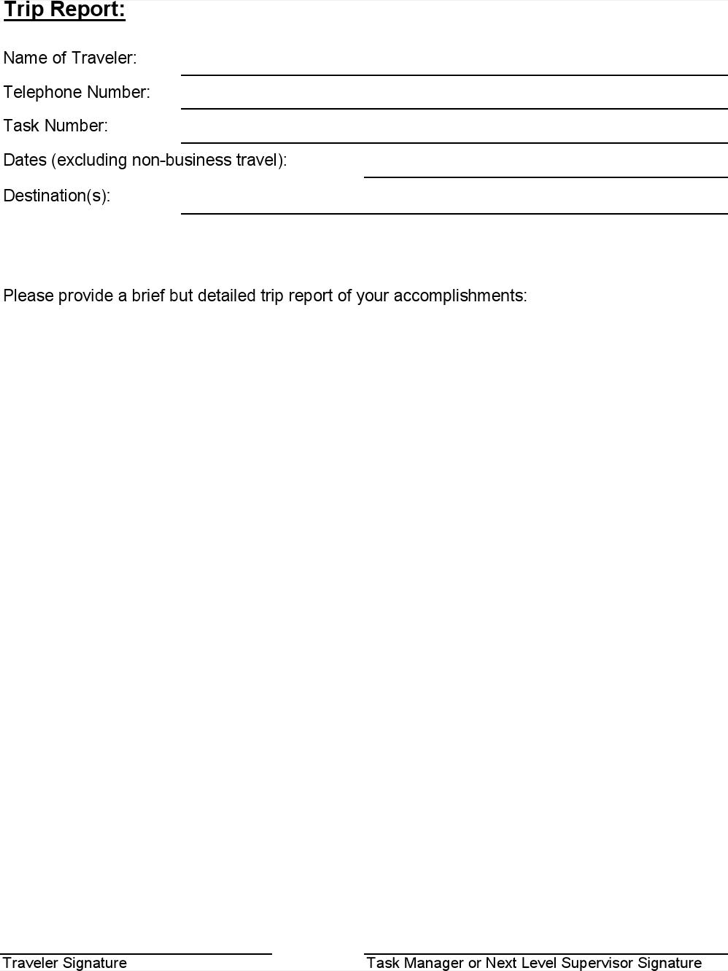 Trip Report:
Name of Traveler:
Telephone Number:
Task Number:
Dates (excluding non-business travel):
Destination(s):
Please provide a brief but detailed trip report of your accomplishments:
Traveler Signature
Task Manager or Next Level Supervisor Signature